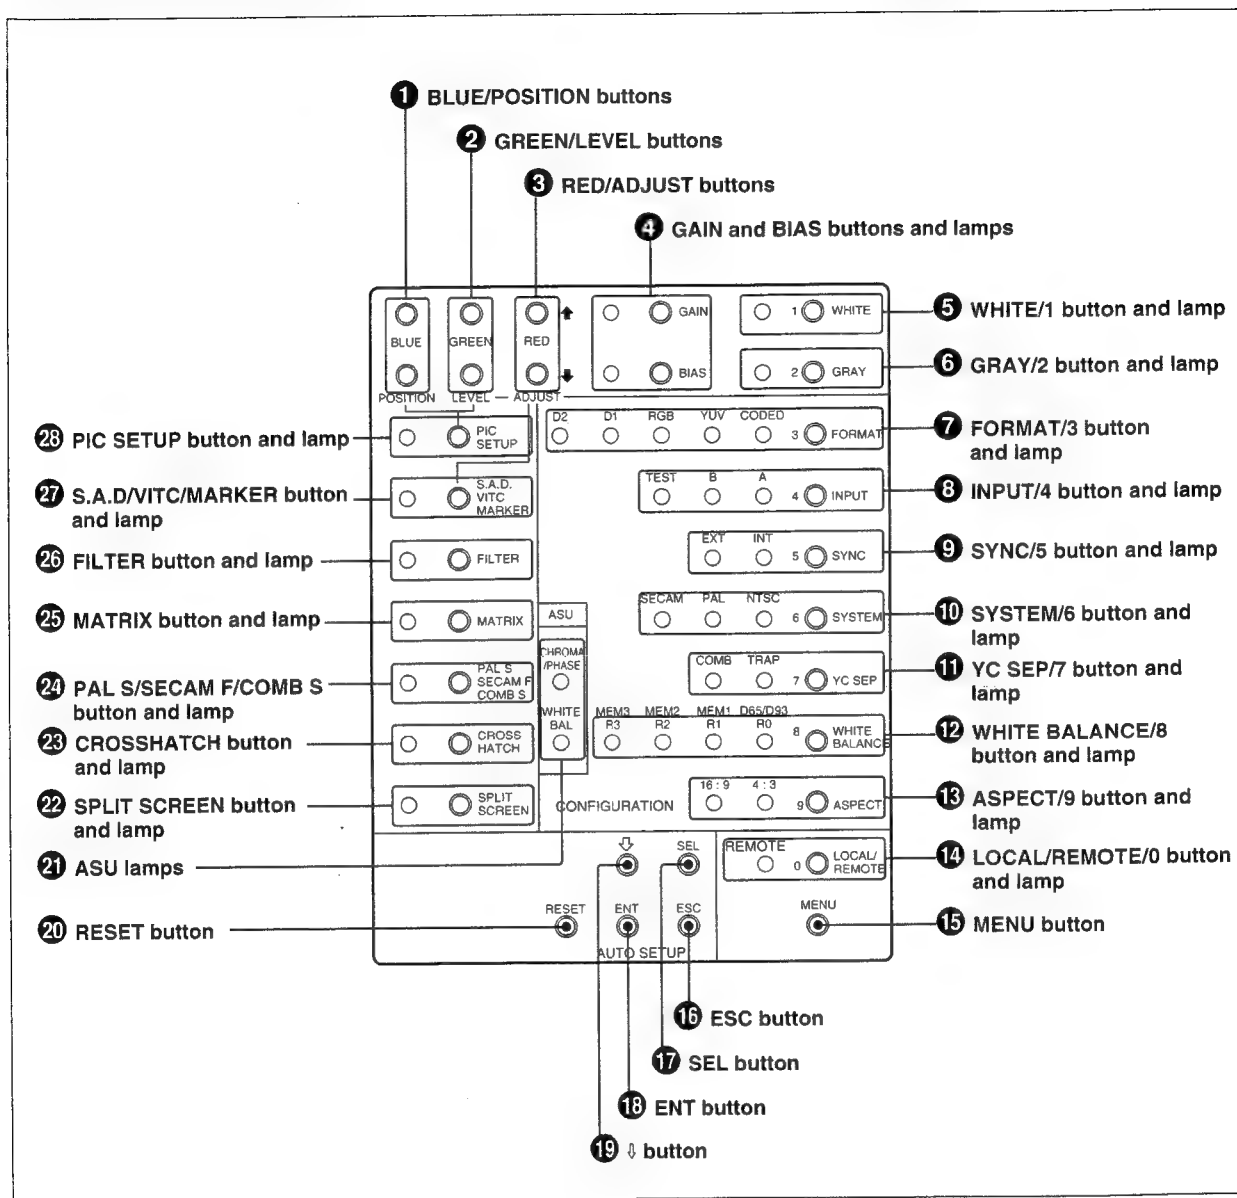 1 BLUE/POSITION buttons
2 GREEN/LEVEL buttons
3 RED/ADJUST buttons
4 GAIN and BIAS buttons and lamps
BLUE
POSITION
GREEN
LEVEL
RED
ADJUST
GAIN
BIAS
1 WHITE
5 WHITE/1 button and lamp
2 GRAY
6 GRAY/2 button and lamp
28 PIC SETUP button and lamp
PIC
SETUP
D2 D1 RGB YUV CODED
3 FORMAT
7 FORMAT/3 button
and lamp
27 S.A.D/VITC/MARKER button
and lamp
S.A.D.
VITC
MARKER
TEST B A
4 INPUT
8 INPUT/4 button and lamp
26 FILTER button and lamp
FILTER
EXT INT
5 SYNC
9 SYNC/5 button and lamp
25 MATRIX button and lamp
MATRIX
ASU
SECAM PAL NTSC
6 SYSTEM
10 SYSTEM/6 button and
lamp
24 PAL S/SECAM F/COMB S
button and lamp
PAL S
SECAM F
COMB S
CHROMA
/PHASE
COMB TRAP
7 YC SEP
11 YC SEP/7 button and
lamp
23 CROSSHATCH button
and lamp
CROSS
HATCH
WHITE
BAL
MEM3 MEM2 MEM1 D65/D93
R3 R2 R1 R0
8 WHITE
BALANCE
12 WHITE BALANCE/8
button and lamp
22 SPLIT SCREEN button
and lamp
SPLIT
SCREEN
CONFIGURATION
16 : 9 4 : 3
9 ASPECT
13 ASPECT/9 button and
lamp
21 ASU lamps
⇩
SEL
REMOTE
0 LOCAL/
REMOTE
14 LOCAL/REMOTE/0 button
and lamp
20 RESET button
RESET ENT ESC
AUTO SETUP
MENU
15 MENU button
16 ESC button
17 SEL button
18 ENT button
19 ⇩ button